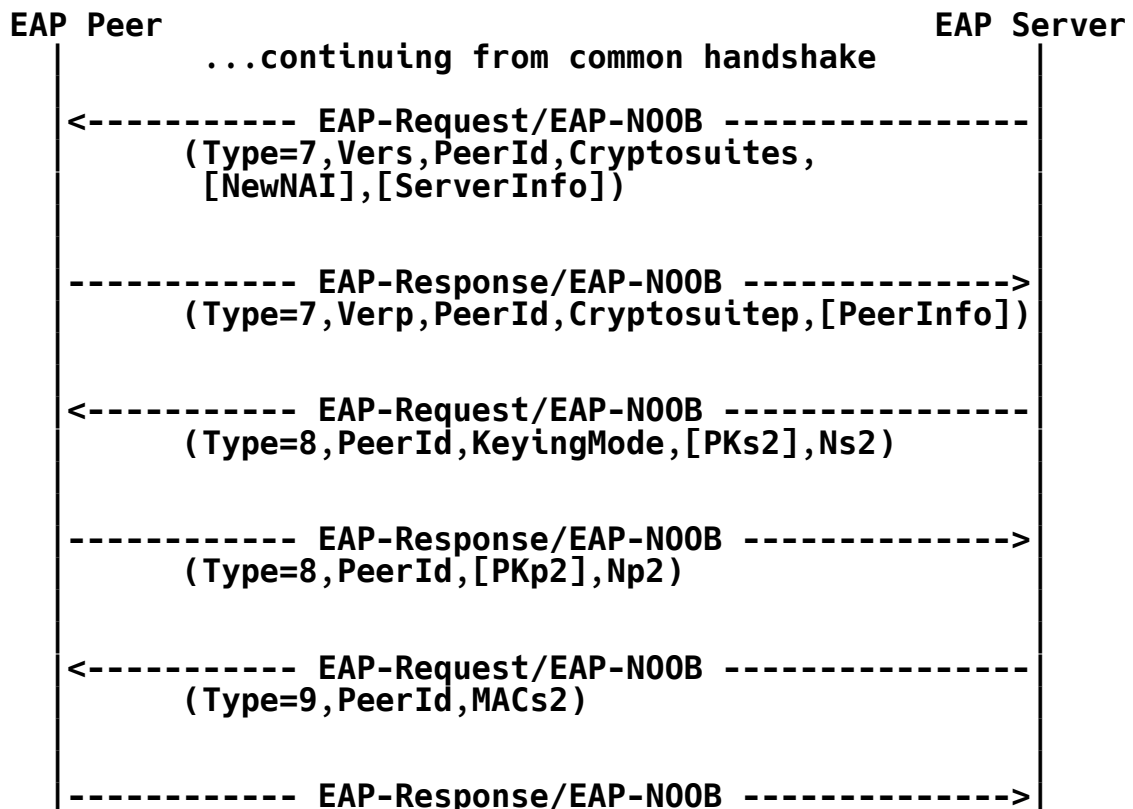 EAP Peer                                        EAP Server
...continuing from common handshake
<----------- EAP-Request/EAP-NOOB ----------------
(Type=7,Vers,PeerId,Cryptosuites,
[NewNAI],[ServerInfo])
------------ EAP-Response/EAP-NOOB -------------->
(Type=7,Verp,PeerId,Cryptosuitep,[PeerInfo])
<----------- EAP-Request/EAP-NOOB ----------------
(Type=8,PeerId,KeyingMode,[PKs2],Ns2)
------------ EAP-Response/EAP-NOOB -------------->
(Type=8,PeerId,[PKp2],Np2)
<----------- EAP-Request/EAP-NOOB ----------------
(Type=9,PeerId,MACs2)
------------ EAP-Response/EAP-NOOB -------------->